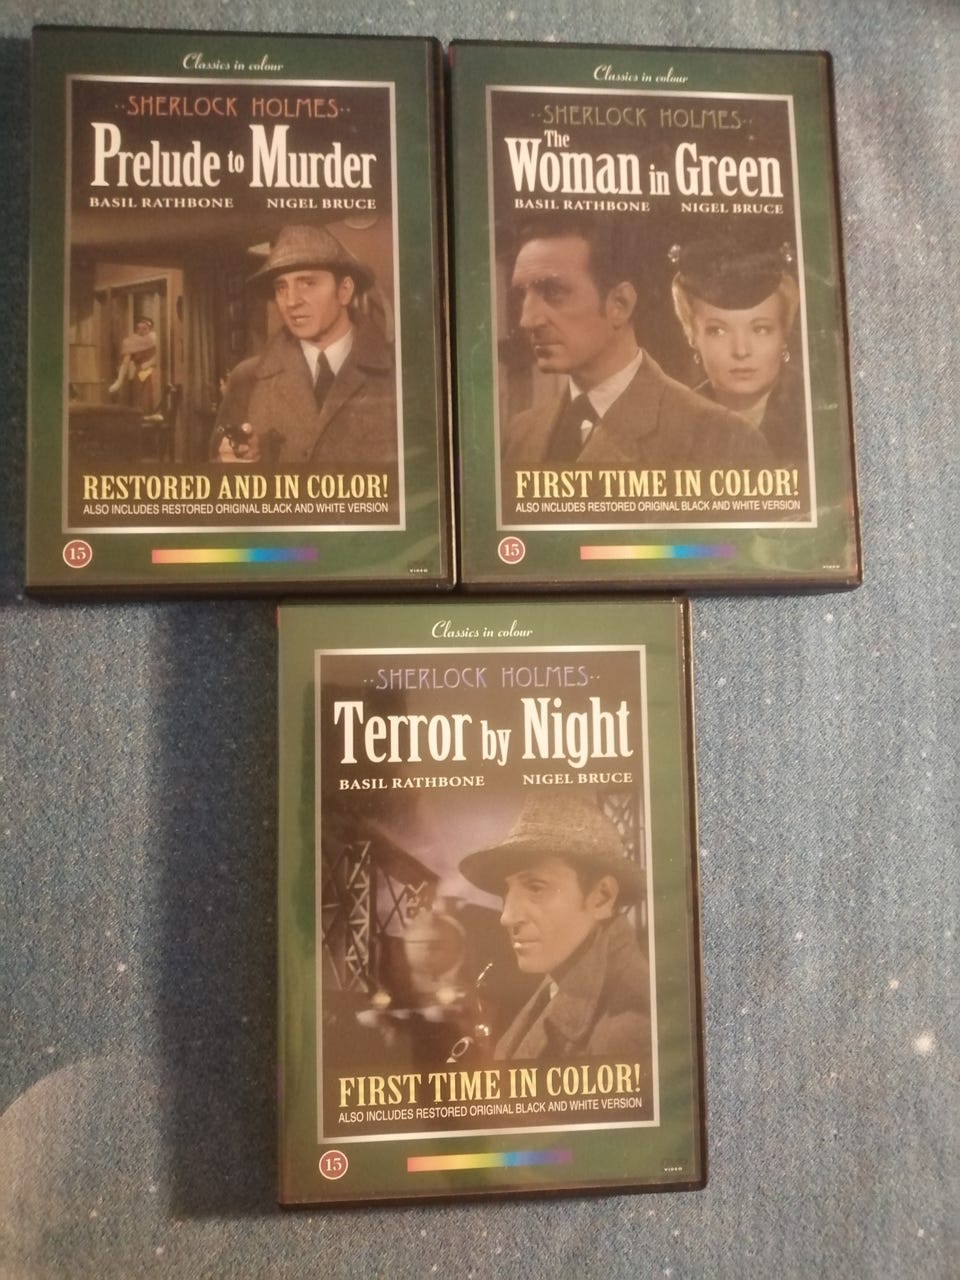 Classics in colour
··SHERLOCK HOLMES··
Prelude to Murder
BASIL RATHBONE NIGEL BRUCE
RESTORED AND IN COLOR!
ALSO INCLUDES RESTORED ORIGINAL BLACK AND WHITE VERSION
15
VIDEO
Classics in colour
··SHERLOCK HOLMES··
The
Woman in Green
BASIL RATHBONE NIGEL BRUCE
FIRST TIME IN COLOR!
ALSO INCLUDES RESTORED ORIGINAL BLACK AND WHITE VERSION
15
VIDEO
Classics in colour
··SHERLOCK HOLMES··
Terror by Night
BASIL RATHBONE NIGEL BRUCE
FIRST TIME IN COLOR!
ALSO INCLUDES RESTORED ORIGINAL BLACK AND WHITE VERSION
15
VIDEO